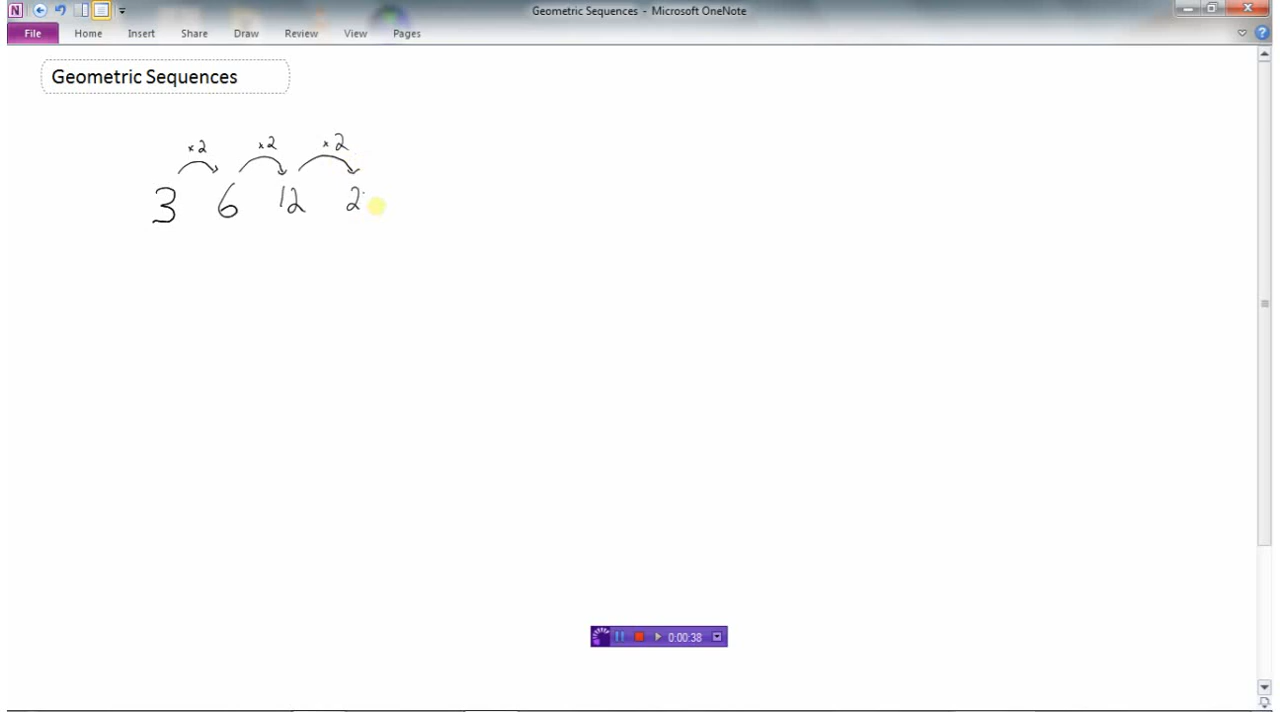 Geometric Sequences - Microsoft OneNote
File Home Insert Share Draw Review View Pages
Geometric Sequences
×2 ×2 ×2
3 6 12 2
0:00:38